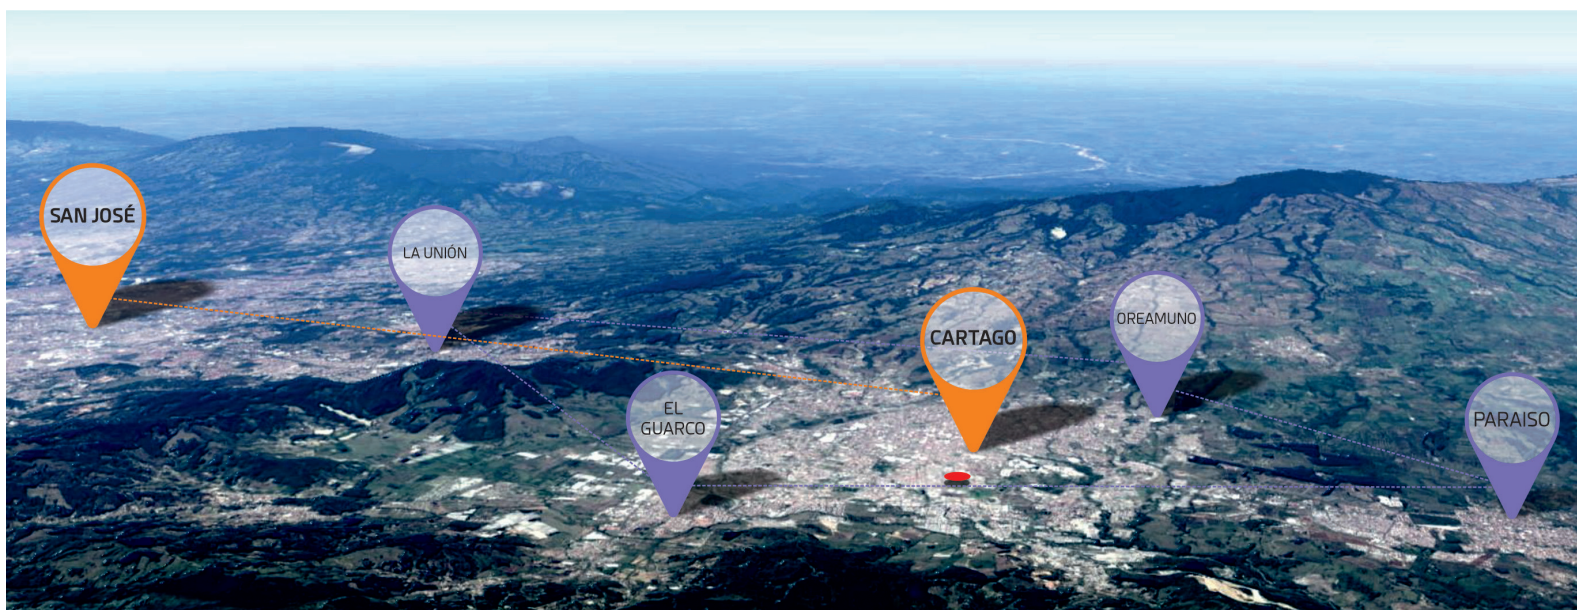 SAN JOSÉ
LA UNIÓN
CARTAGO
OREAMUNO
EL
GUARCO
PARAISO